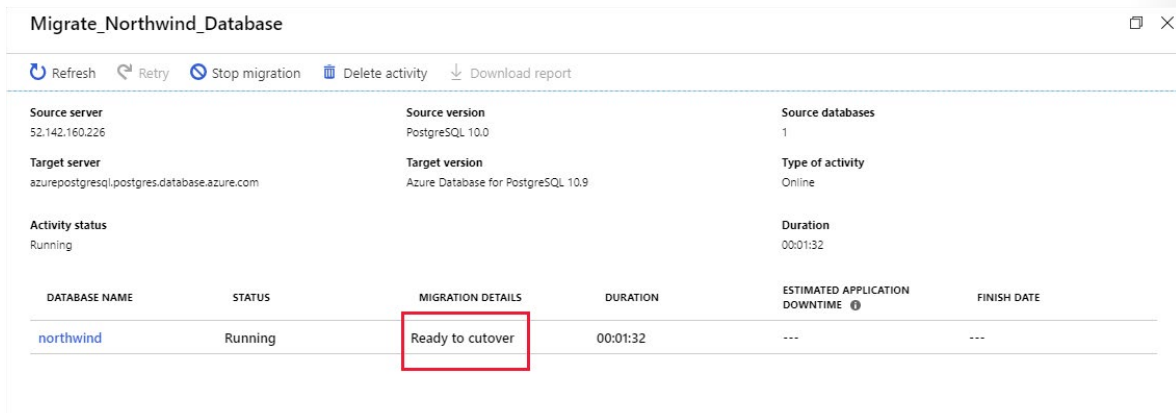 Migrate_Northwind_Database
Refresh Retry Stop migration Delete activity Download report
Source server Source version Source databases
52.142.160.226 PostgreSQL 10.0 1
Target server Target version Type of activity
azurepostgresql.postgres.database.azure.com Azure Database for PostgreSQL 10.9 Online
Activity status Duration
Running 00:01:32
DATABASE NAME STATUS MIGRATION DETAILS DURATION ESTIMATED APPLICATION DOWNTIME FINISH DATE
northwind Running Ready to cutover 00:01:32 --- ---